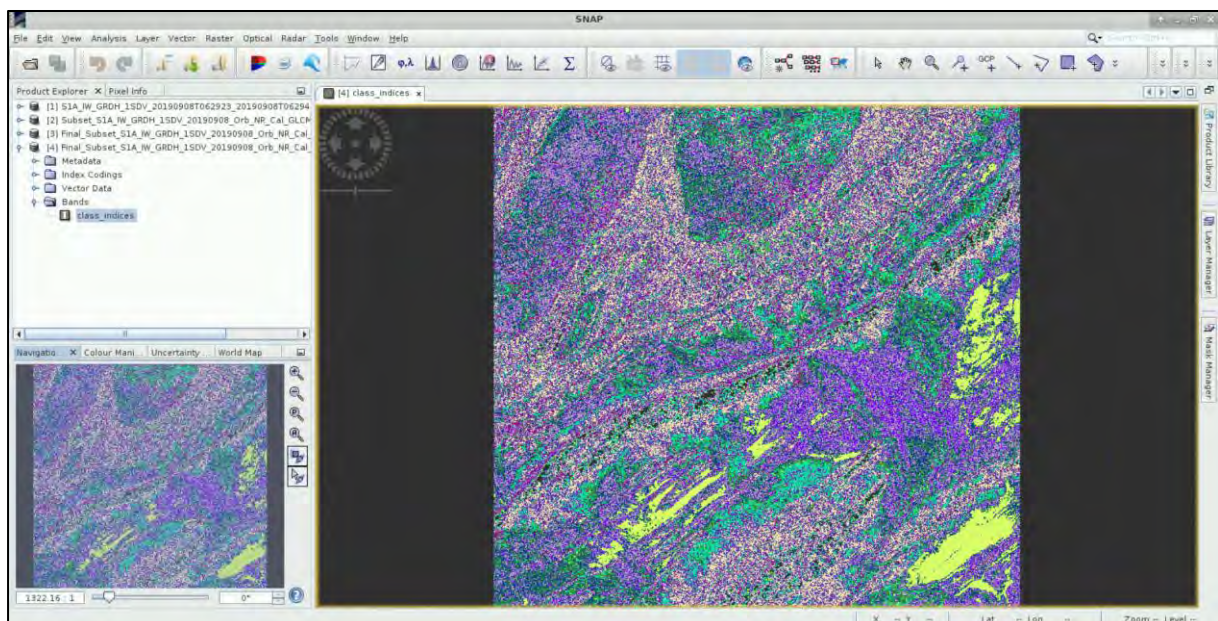 SNAP
File Edit View Analysis Layer Vector Raster Optical Radar Tools Window Help
GCP
Product Explorer Pixel Info
[4] class_indices
[1] S1A_IW_GRDH_1SDV_20190908T062923_20190908T06294
[2] Subset_S1A_IW_GRDH_1SDV_20190908_Orb_NR_Cal_GLCM
[3] Final_Subset_S1A_IW_GRDH_1SDV_20190908_Orb_NR_Cal_
[4] Final_Subset_S1A_IW_GRDH_1SDV_20190908_Orb_NR_Cal_
Metadata
Index Codings
Vector Data
Bands
class_indices
Product Library
Layer Manager
Mask Manager
Navigatio... Colour Mani... Uncertainty... World Map
1322.16 : 1 0°
X -- Y -- Lat -- Lon -- Zoom -- Level --